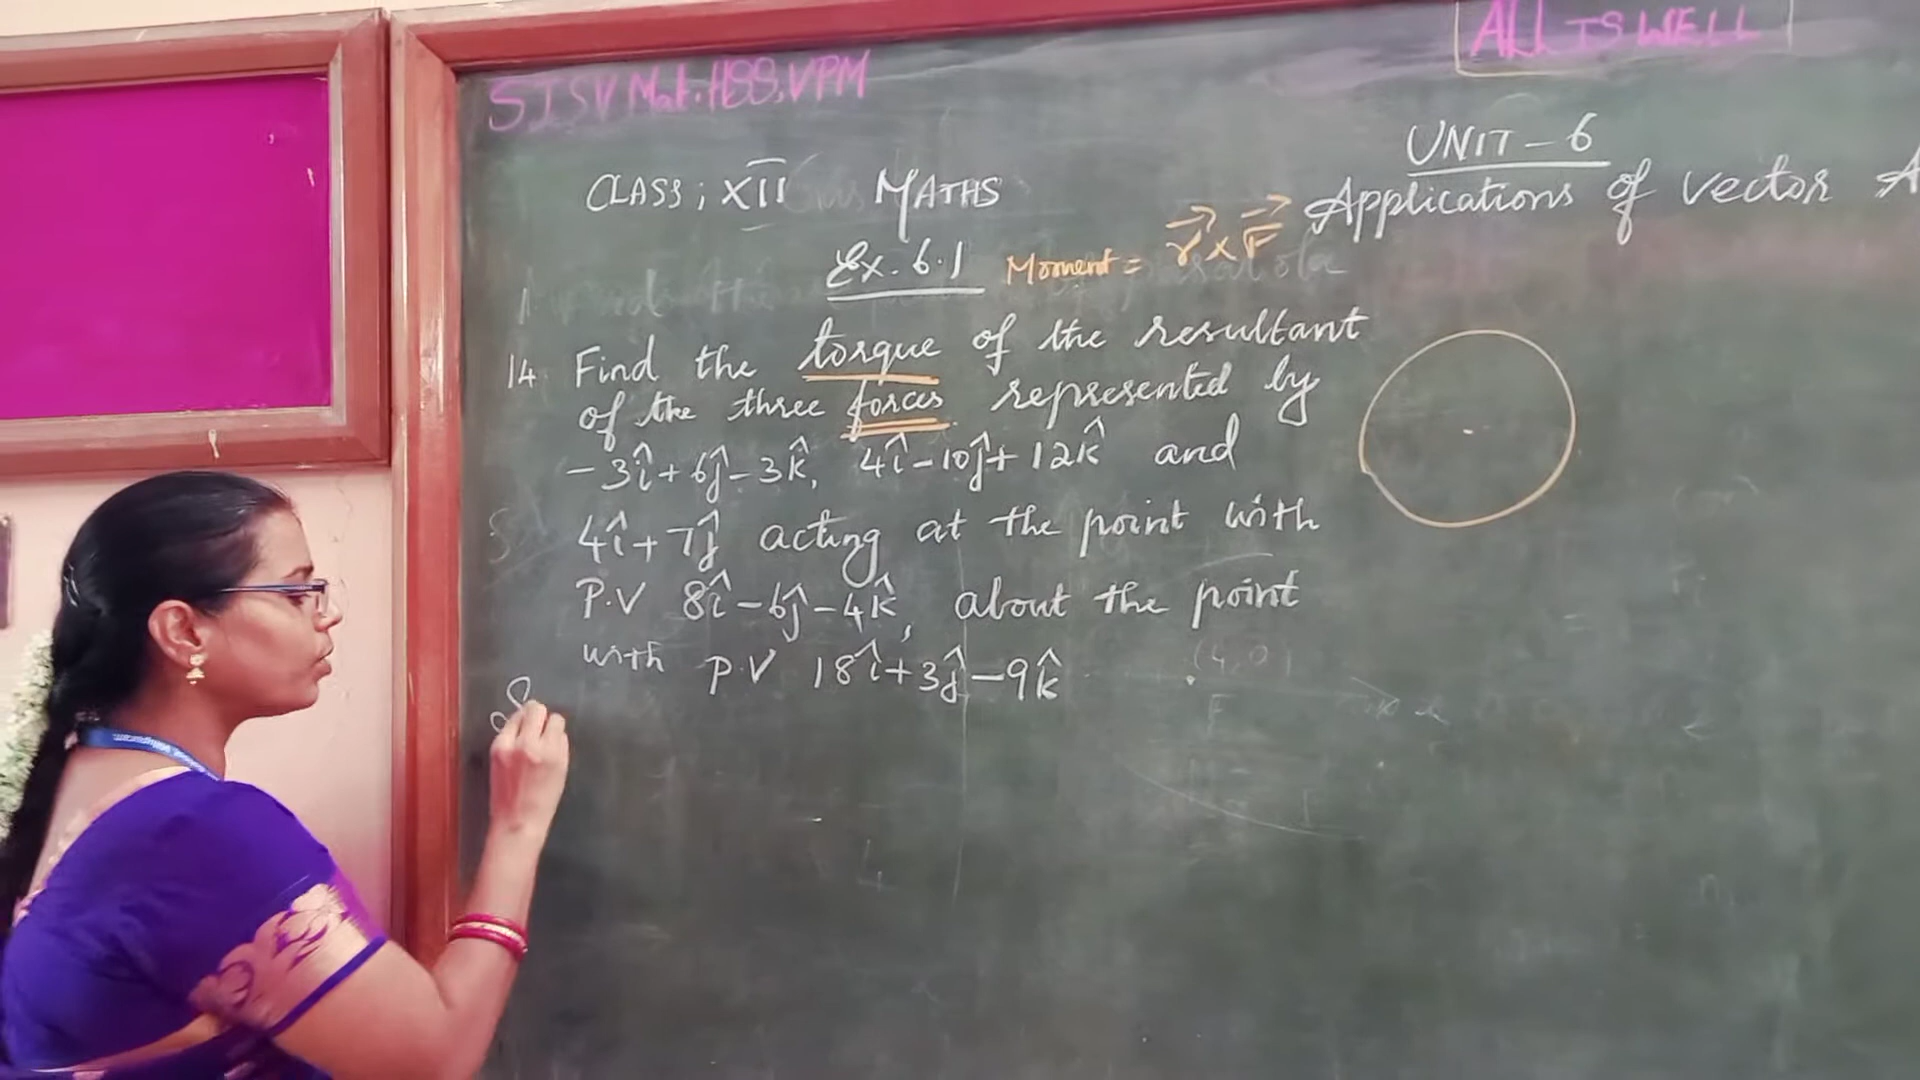 ALL IS WELL
SJSV Mat.HSS, VPM
UNIT - 6
CLASS : XII MATHS
Applications of vector A
Ex. 6.1 Moment = r⃗ × F⃗
14 Find the torque of the resultant
of the three forces represented by
-3î+6ĵ-3k̂, 4î-10ĵ+12k̂ and
4î+7ĵ acting at the point with
P.V 8î-6ĵ-4k̂, about the point
with P.V 18î+3ĵ-9k̂
(4,0)